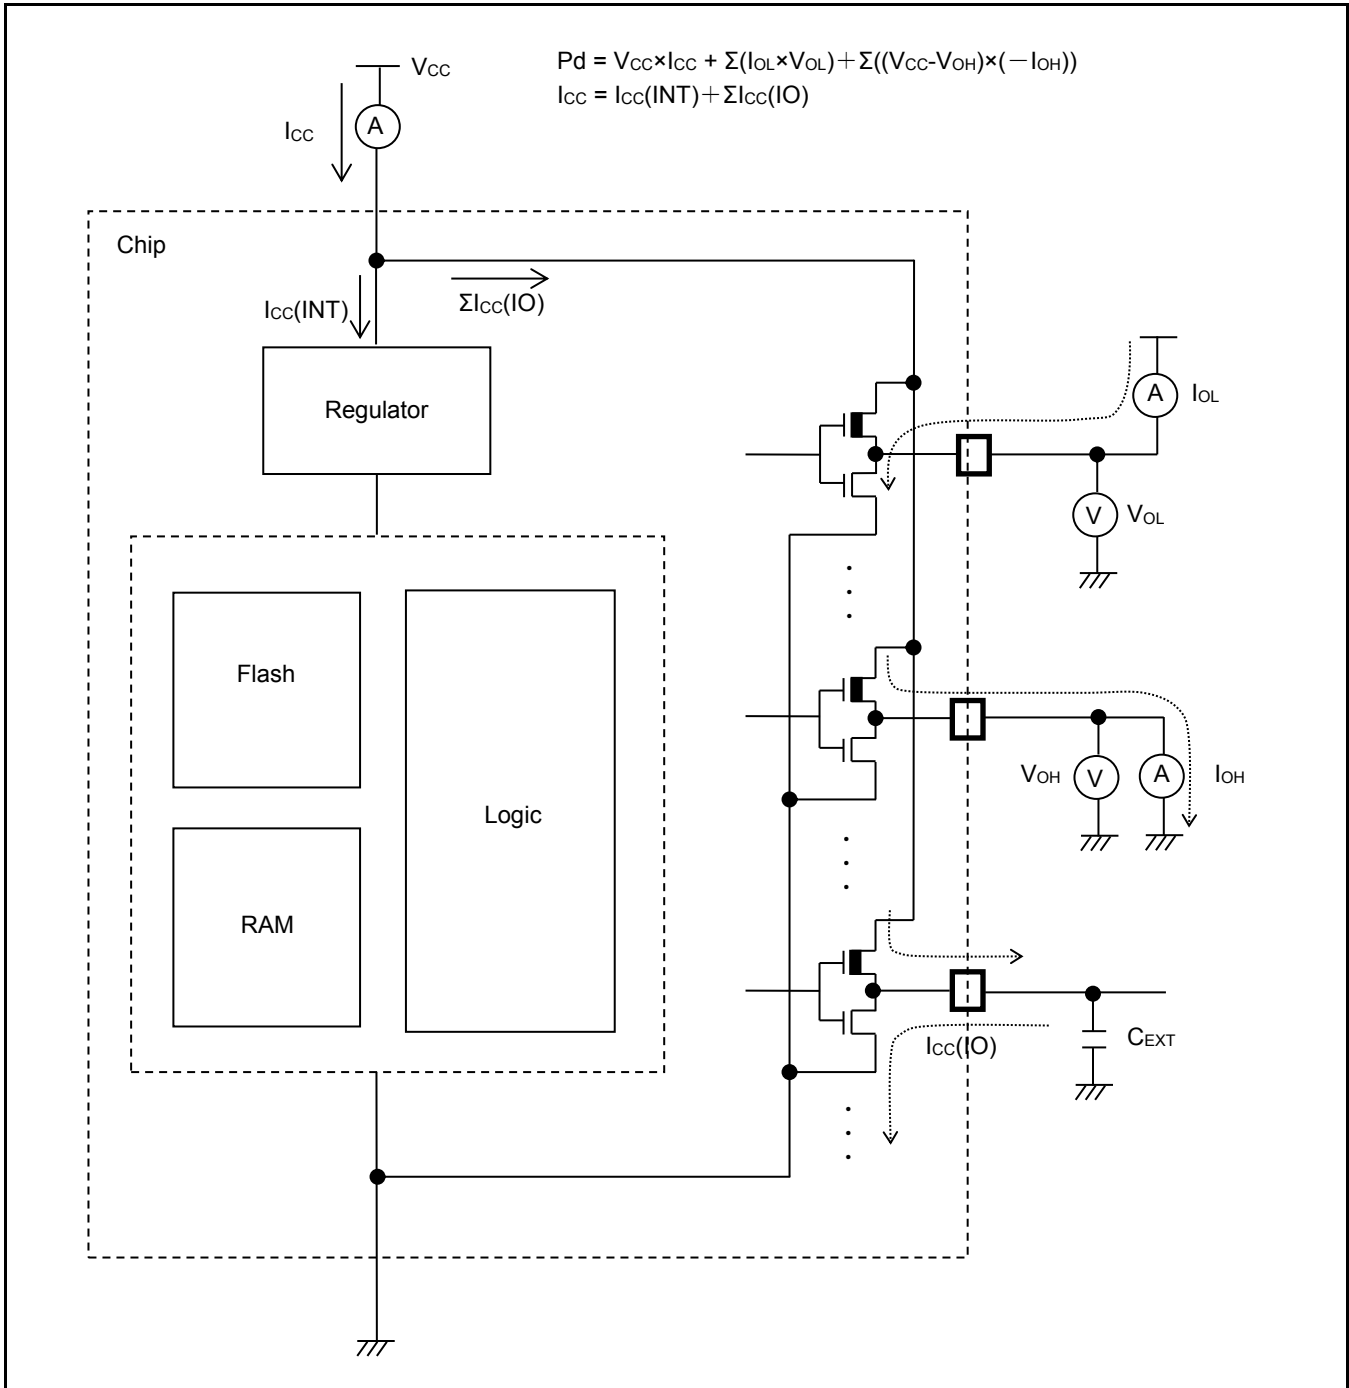 Pd = VCC×ICC + Σ(IOL×VOL)+Σ((VCC-VOH)×(-IOH))
ICC = ICC(INT)+ΣICC(IO)
VCC
ICC
A
Chip
ICC(INT)
ΣICC(IO)
Regulator
A
IOL
V
VOL
Flash
Logic
VOH
V
A
IOH
RAM
ICC(IO)
CEXT